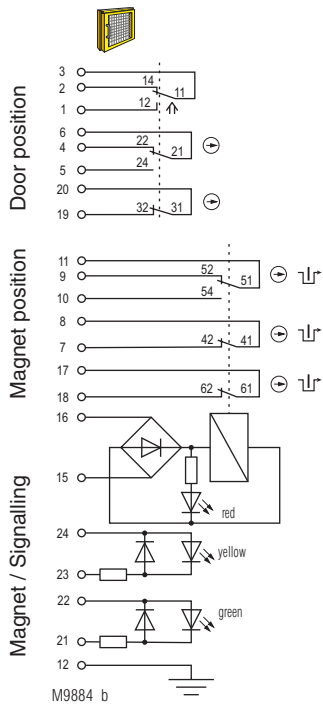 Door position
3
2 14
11
1 12
6
4 22
21
5 24
20
19 32 31
Magnet position
11
9 52
51
10 54
8
7 42 41
17
18 62 61
Magnet / Signalling
16
15
red
24
yellow
23
22
green
21
12
M9884_b